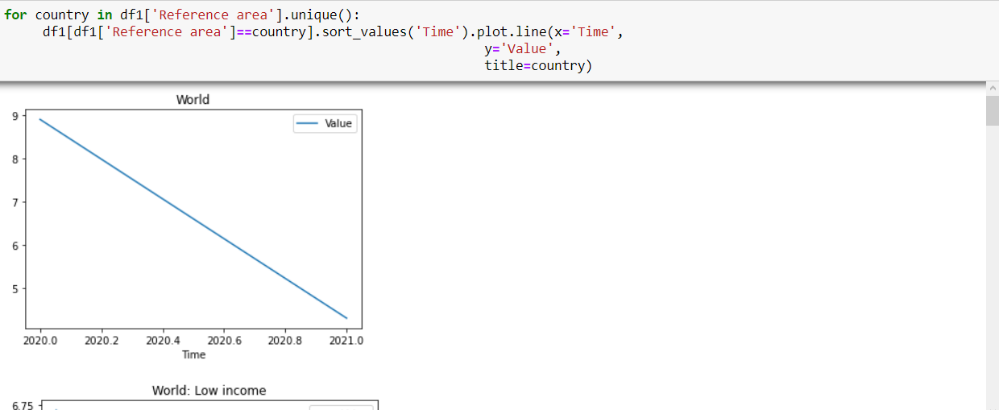 for country in df1['Reference area'].unique():
df1[df1['Reference area']==country].sort_values('Time').plot.line(x='Time',
y='Value',
title=country)
World
Value
9
8
7
6
5
2020.0 2020.2 2020.4 2020.6 2020.8 2021.0
Time
World: Low income
6.75